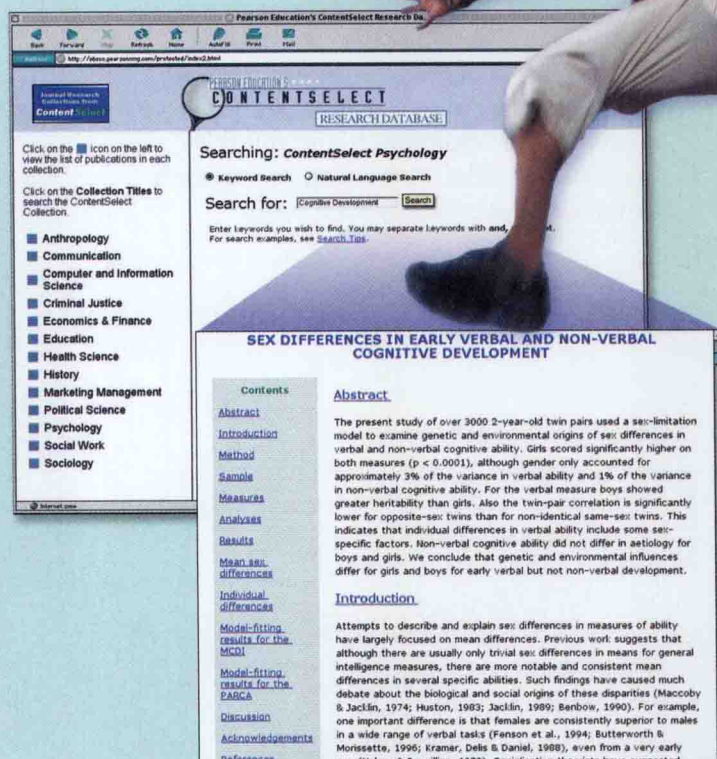 Pearson Education's ContentSelect Research Da
Back Forward Stop Refresh Home AutoFill Print Mail
http://ebsco.pearsoncmg.com/protected/index2.html
Journal Research
Collections from
ContentSelect
PEARSON EDUCATION'S
CONTENTSELECT
RESEARCH DATABASE
Click on the icon on the left to
view the list of publications in each
collection.
Click on the Collection Titles to
search the ContentSelect
Collection.
Anthropology
Communication
Computer and Information
Science
Criminal Justice
Economics & Finance
Education
Health Science
History
Marketing Management
Political Science
Psychology
Social Work
Sociology
Internet zone
Searching: ContentSelect Psychology
Keyword Search Natural Language Search
Search for: Cognitive Development Search
Enter keywords you wish to find. You may separate keywords with and,
For search examples, see Search Tips.
SEX DIFFERENCES IN EARLY VERBAL AND NON-VERBAL
COGNITIVE DEVELOPMENT
Contents
Abstract
Introduction
Method
Sample
Measures
Analyses
Results
Mean sex
differences
Individual
differences
Model-fitting
results for the
MCDI
Model-fitting
results for the
PARCA
Discussion
Acknowledgements
References
Abstract
The present study of over 3000 2-year-old twin pairs used a sex-limitation
model to examine genetic and environmental origins of sex differences in
verbal and non-verbal cognitive ability. Girls scored significantly higher on
both measures (p < 0.0001), although gender only accounted for
approximately 3% of the variance in verbal ability and 1% of the variance
in non-verbal cognitive ability. For the verbal measure boys showed
greater heritability than girls. Also the twin-pair correlation is significantly
lower for opposite-sex twins than for non-identical same-sex twins. This
indicates that individual differences in verbal ability include some sex-
specific factors. Non-verbal cognitive ability did not differ in aetiology for
boys and girls. We conclude that genetic and environmental influences
differ for girls and boys for early verbal but not non-verbal development.
Introduction
Attempts to describe and explain sex differences in measures of ability
have largely focused on mean differences. Previous work suggests that
although there are usually only trivial sex differences in means for general
intelligence measures, there are more notable and consistent mean
differences in several specific abilities. Such findings have caused much
debate about the biological and social origins of these disparities (Maccoby
& Jacklin, 1974; Huston, 1983; Jacklin, 1989; Benbow, 1990). For example,
one important difference is that females are consistently superior to males
in a wide range of verbal tasks (Fenson et al., 1994; Butterworth &
Morissette, 1996; Kramer, Delis & Daniel, 1988), even from a very early